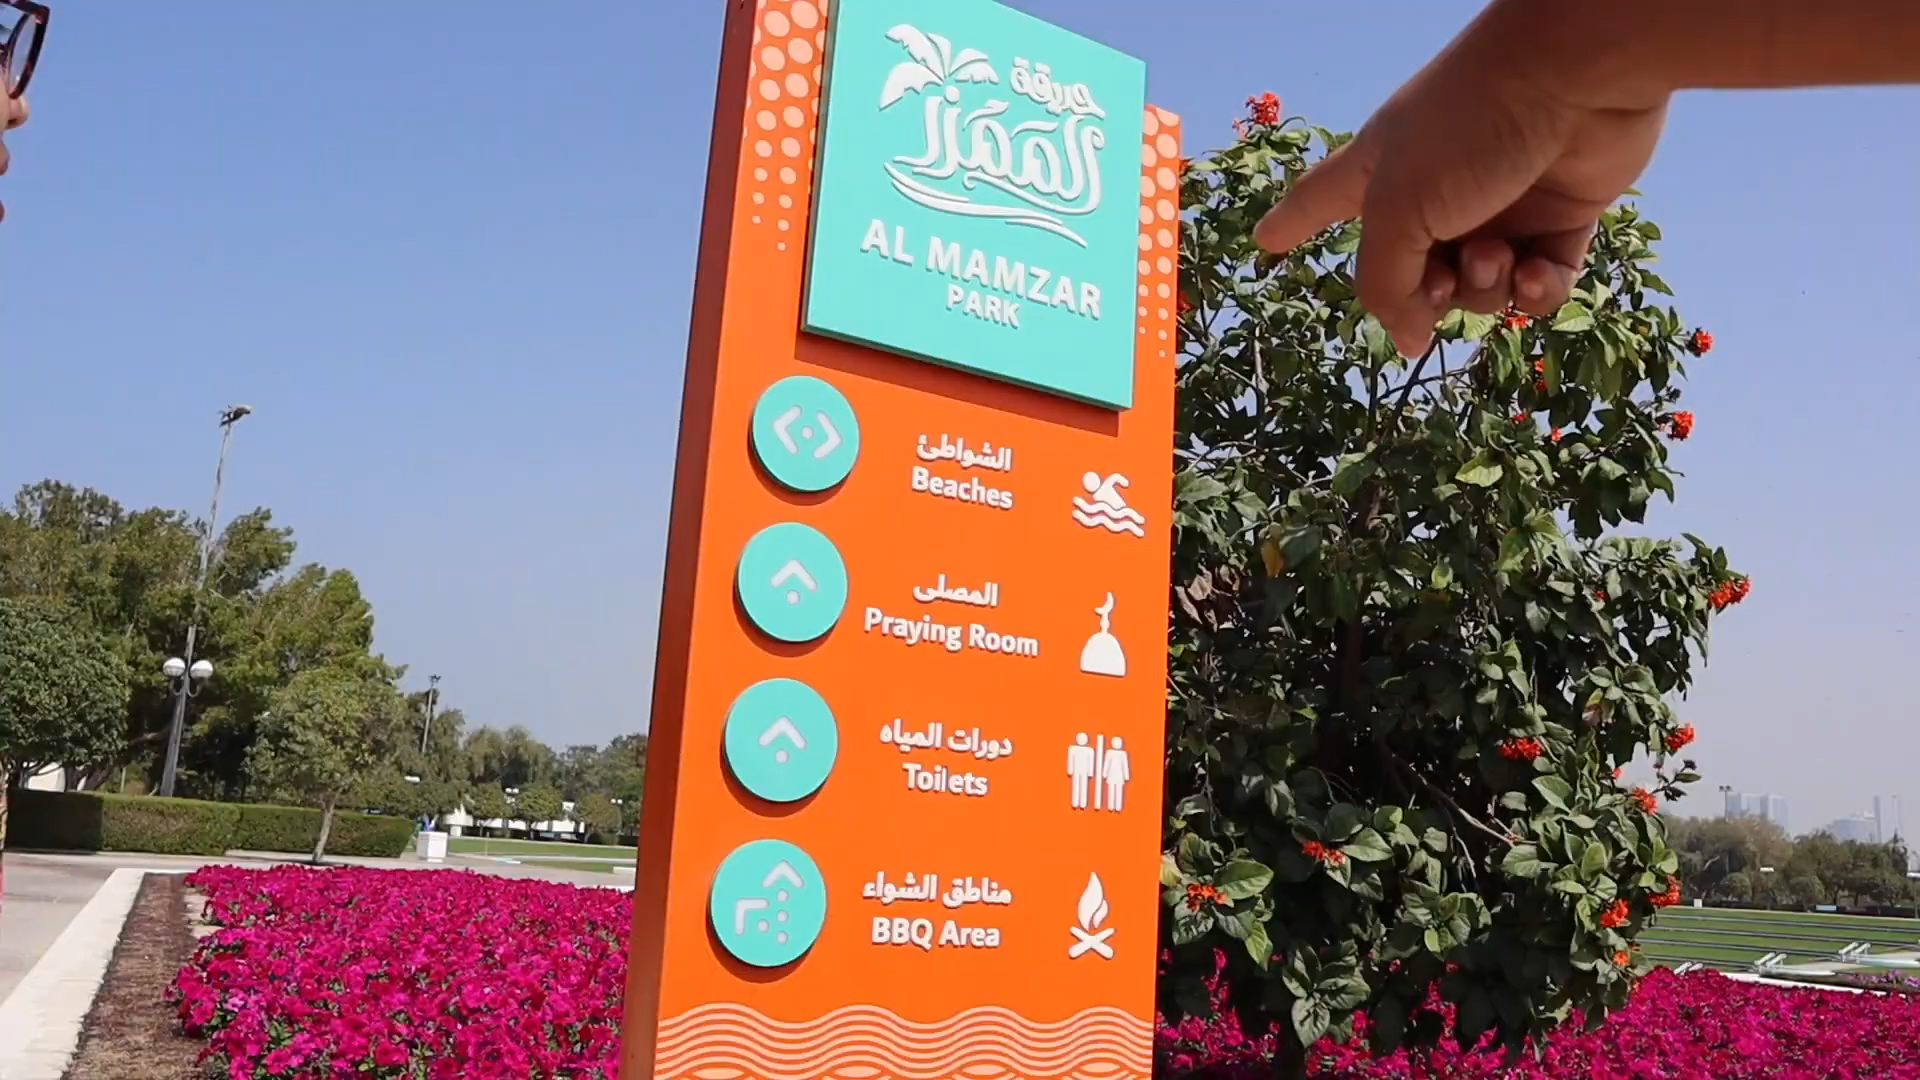 حديقة
الممزر
AL MAMZAR
PARK
الشواطئ
Beaches
المصلى
Praying Room
دورات المياه
Toilets
مناطق الشواء
BBQ Area